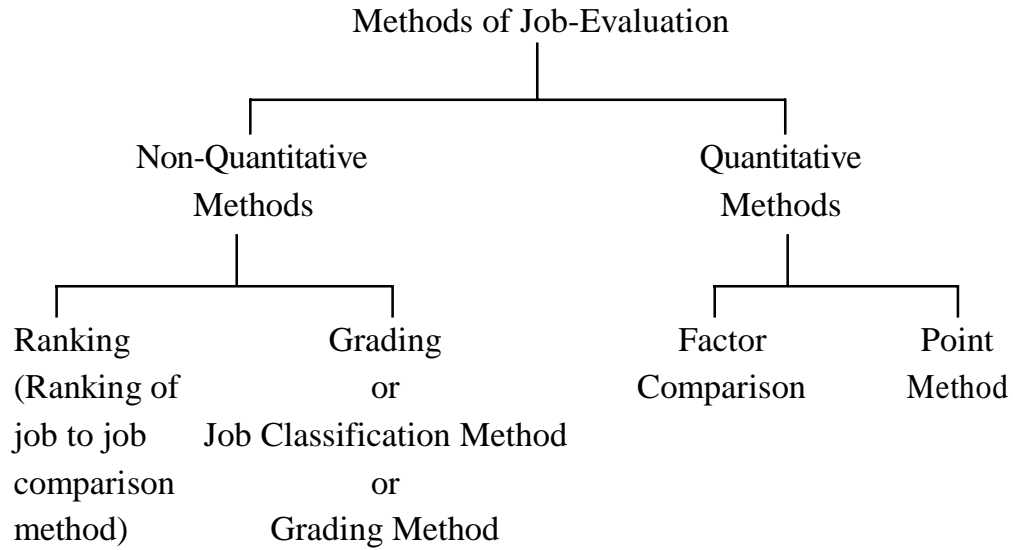 Methods of Job-Evaluation
Non-Quantitative
Methods
Quantitative
Methods
Ranking
(Ranking of
job to job
comparison
method)
Grading
or
Job Classification Method
or
Grading Method
Factor
Comparison
Point
Method